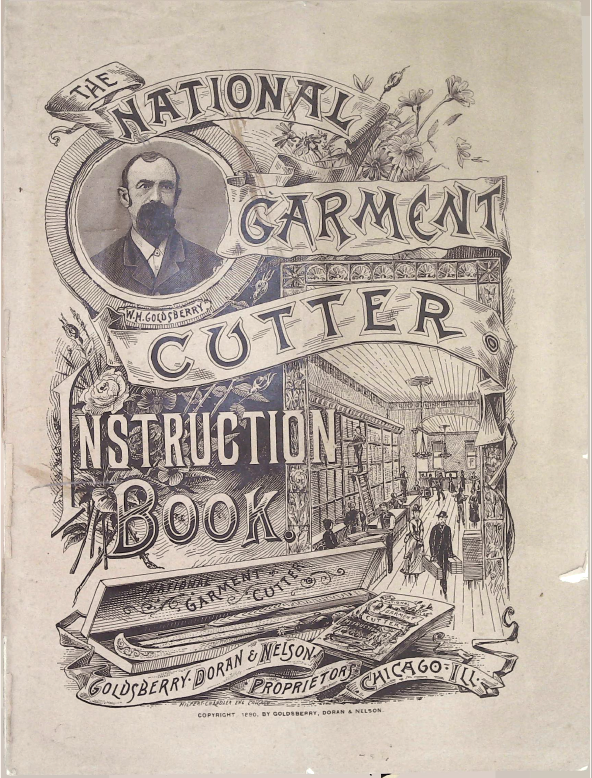 THE
NATIONAL
GARMENT
W.H. GOLDSBERRY
CUTTER.
INSTRUCTION
BOOK.
NATIONAL
GARMENT
CUTTER
GOLDSBERRY·DORAN & NELSON
PROPRIETORS
CHICAGO·ILL·
COPYRIGHT, 1890, BY GOLDSBERRY, DORAN & NELSON.